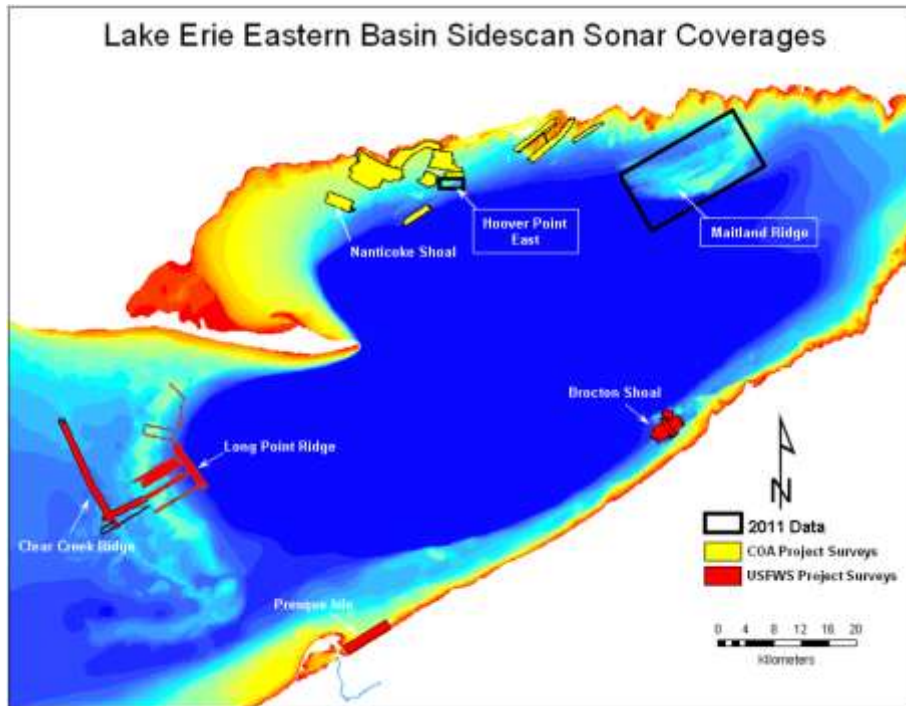 Lake Erie Eastern Basin Sidescan Sonar Coverages
Hoover Point
East
Maitland Ridge
Nanticoke Shoal
Brocton Shoal
Long Point Ridge
Clear Creek Ridge
Presque Isle
N
2011 Data
COA Project Surveys
USFWS Project Surveys
0 4 8 12 16 20
Kilometers